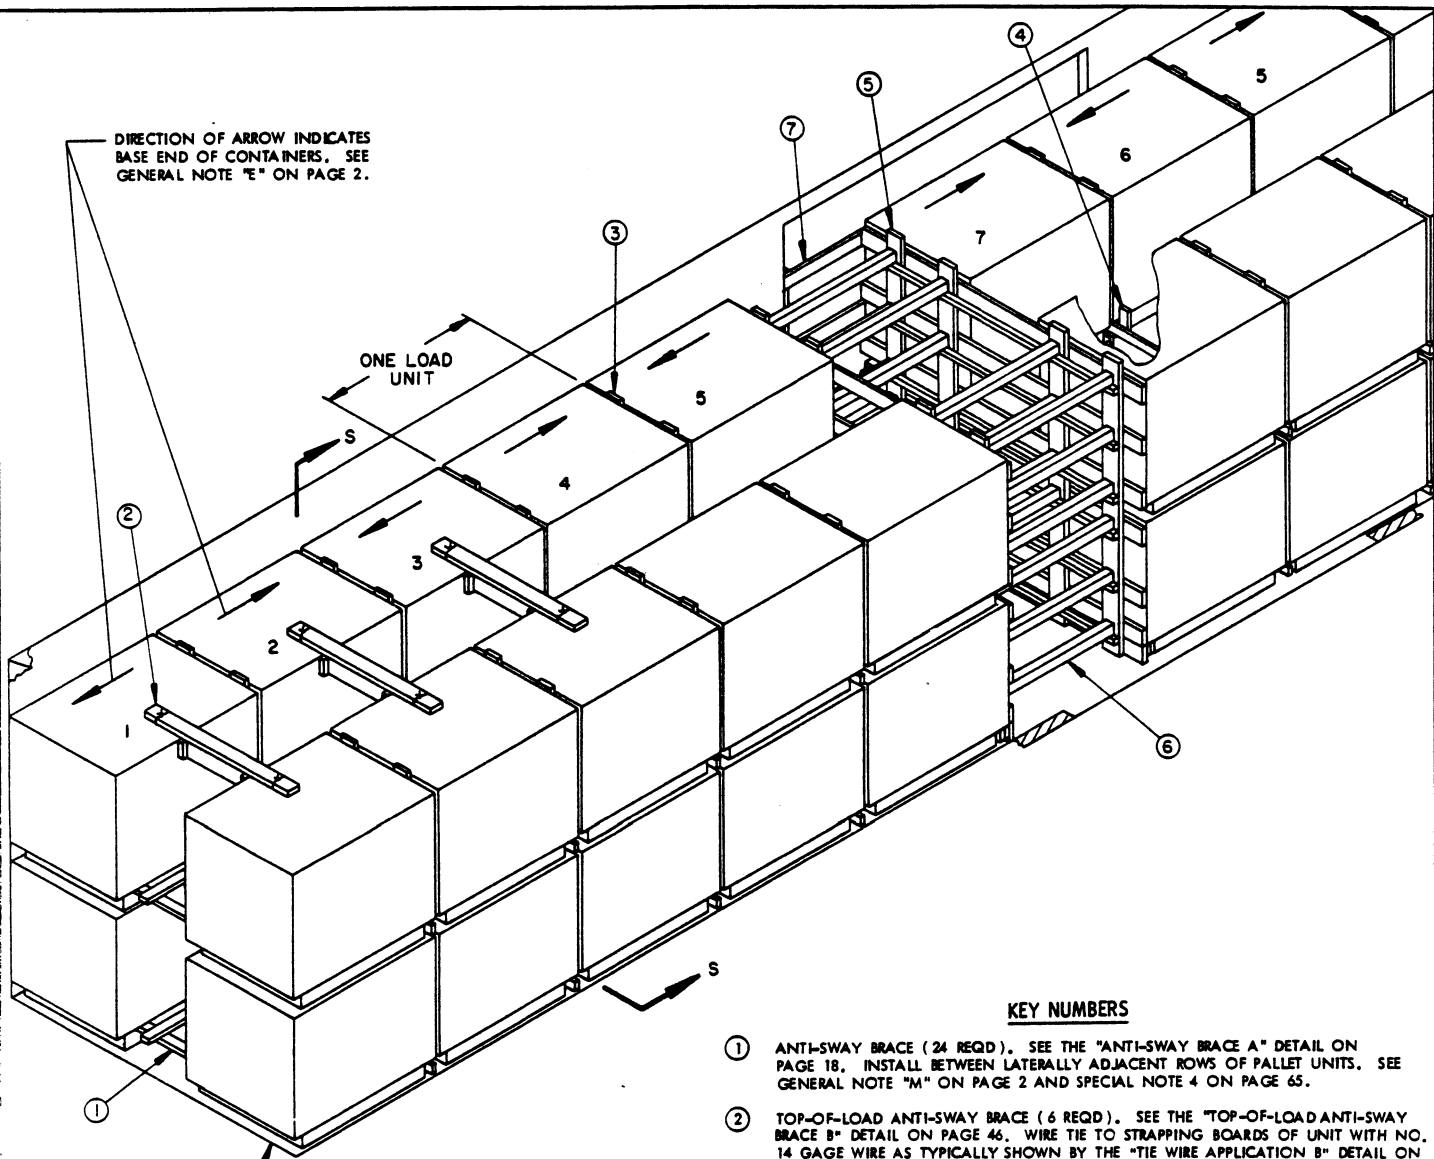 DIRECTION OF ARROW INDICATES
BASE END OF CONTAINERS. SEE
GENERAL NOTE "E" ON PAGE 2.
4
5
5
7
6
7
3
ONE LOAD
UNIT
5
S
4
2
3
2
1
S
6
1
KEY NUMBERS
1 ANTI-SWAY BRACE (24 REQD). SEE THE "ANTI-SWAY BRACE A" DETAIL ON
PAGE 18. INSTALL BETWEEN LATERALLY ADJACENT ROWS OF PALLET UNITS. SEE
GENERAL NOTE "M" ON PAGE 2 AND SPECIAL NOTE 4 ON PAGE 65.
2 TOP-OF-LOAD ANTI-SWAY BRACE (6 REQD). SEE THE "TOP-OF-LOAD ANTI-SWAY
BRACE B" DETAIL ON PAGE 46. WIRE TIE TO STRAPPING BOARDS OF UNIT WITH NO.
14 GAGE WIRE AS TYPICALLY SHOWN BY THE "TIE WIRE APPLICATION B" DETAIL ON